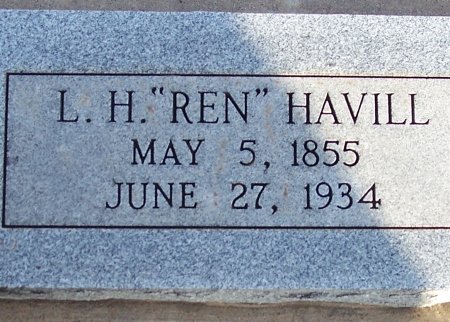 L. H. "REN" HAVILL
MAY 5, 1855
JUNE 27, 1934